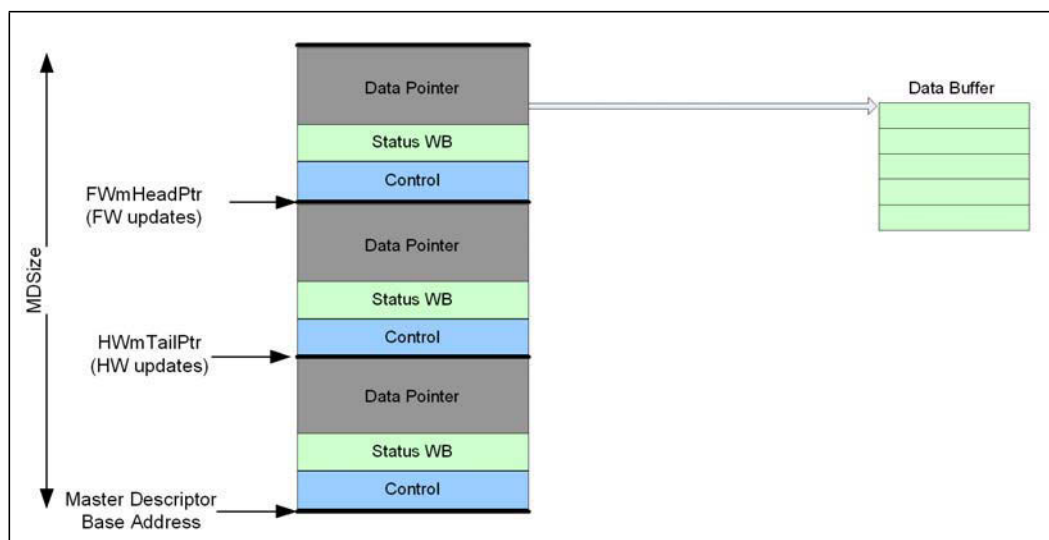 Data Pointer
Data Buffer
Status WB
Control
FWmHeadPtr
(FW updates)
Data Pointer
MDSize
Status WB
HWmTailPtr
(HW updates)
Control
Data Pointer
Status WB
Control
Master Descriptor
Base Address